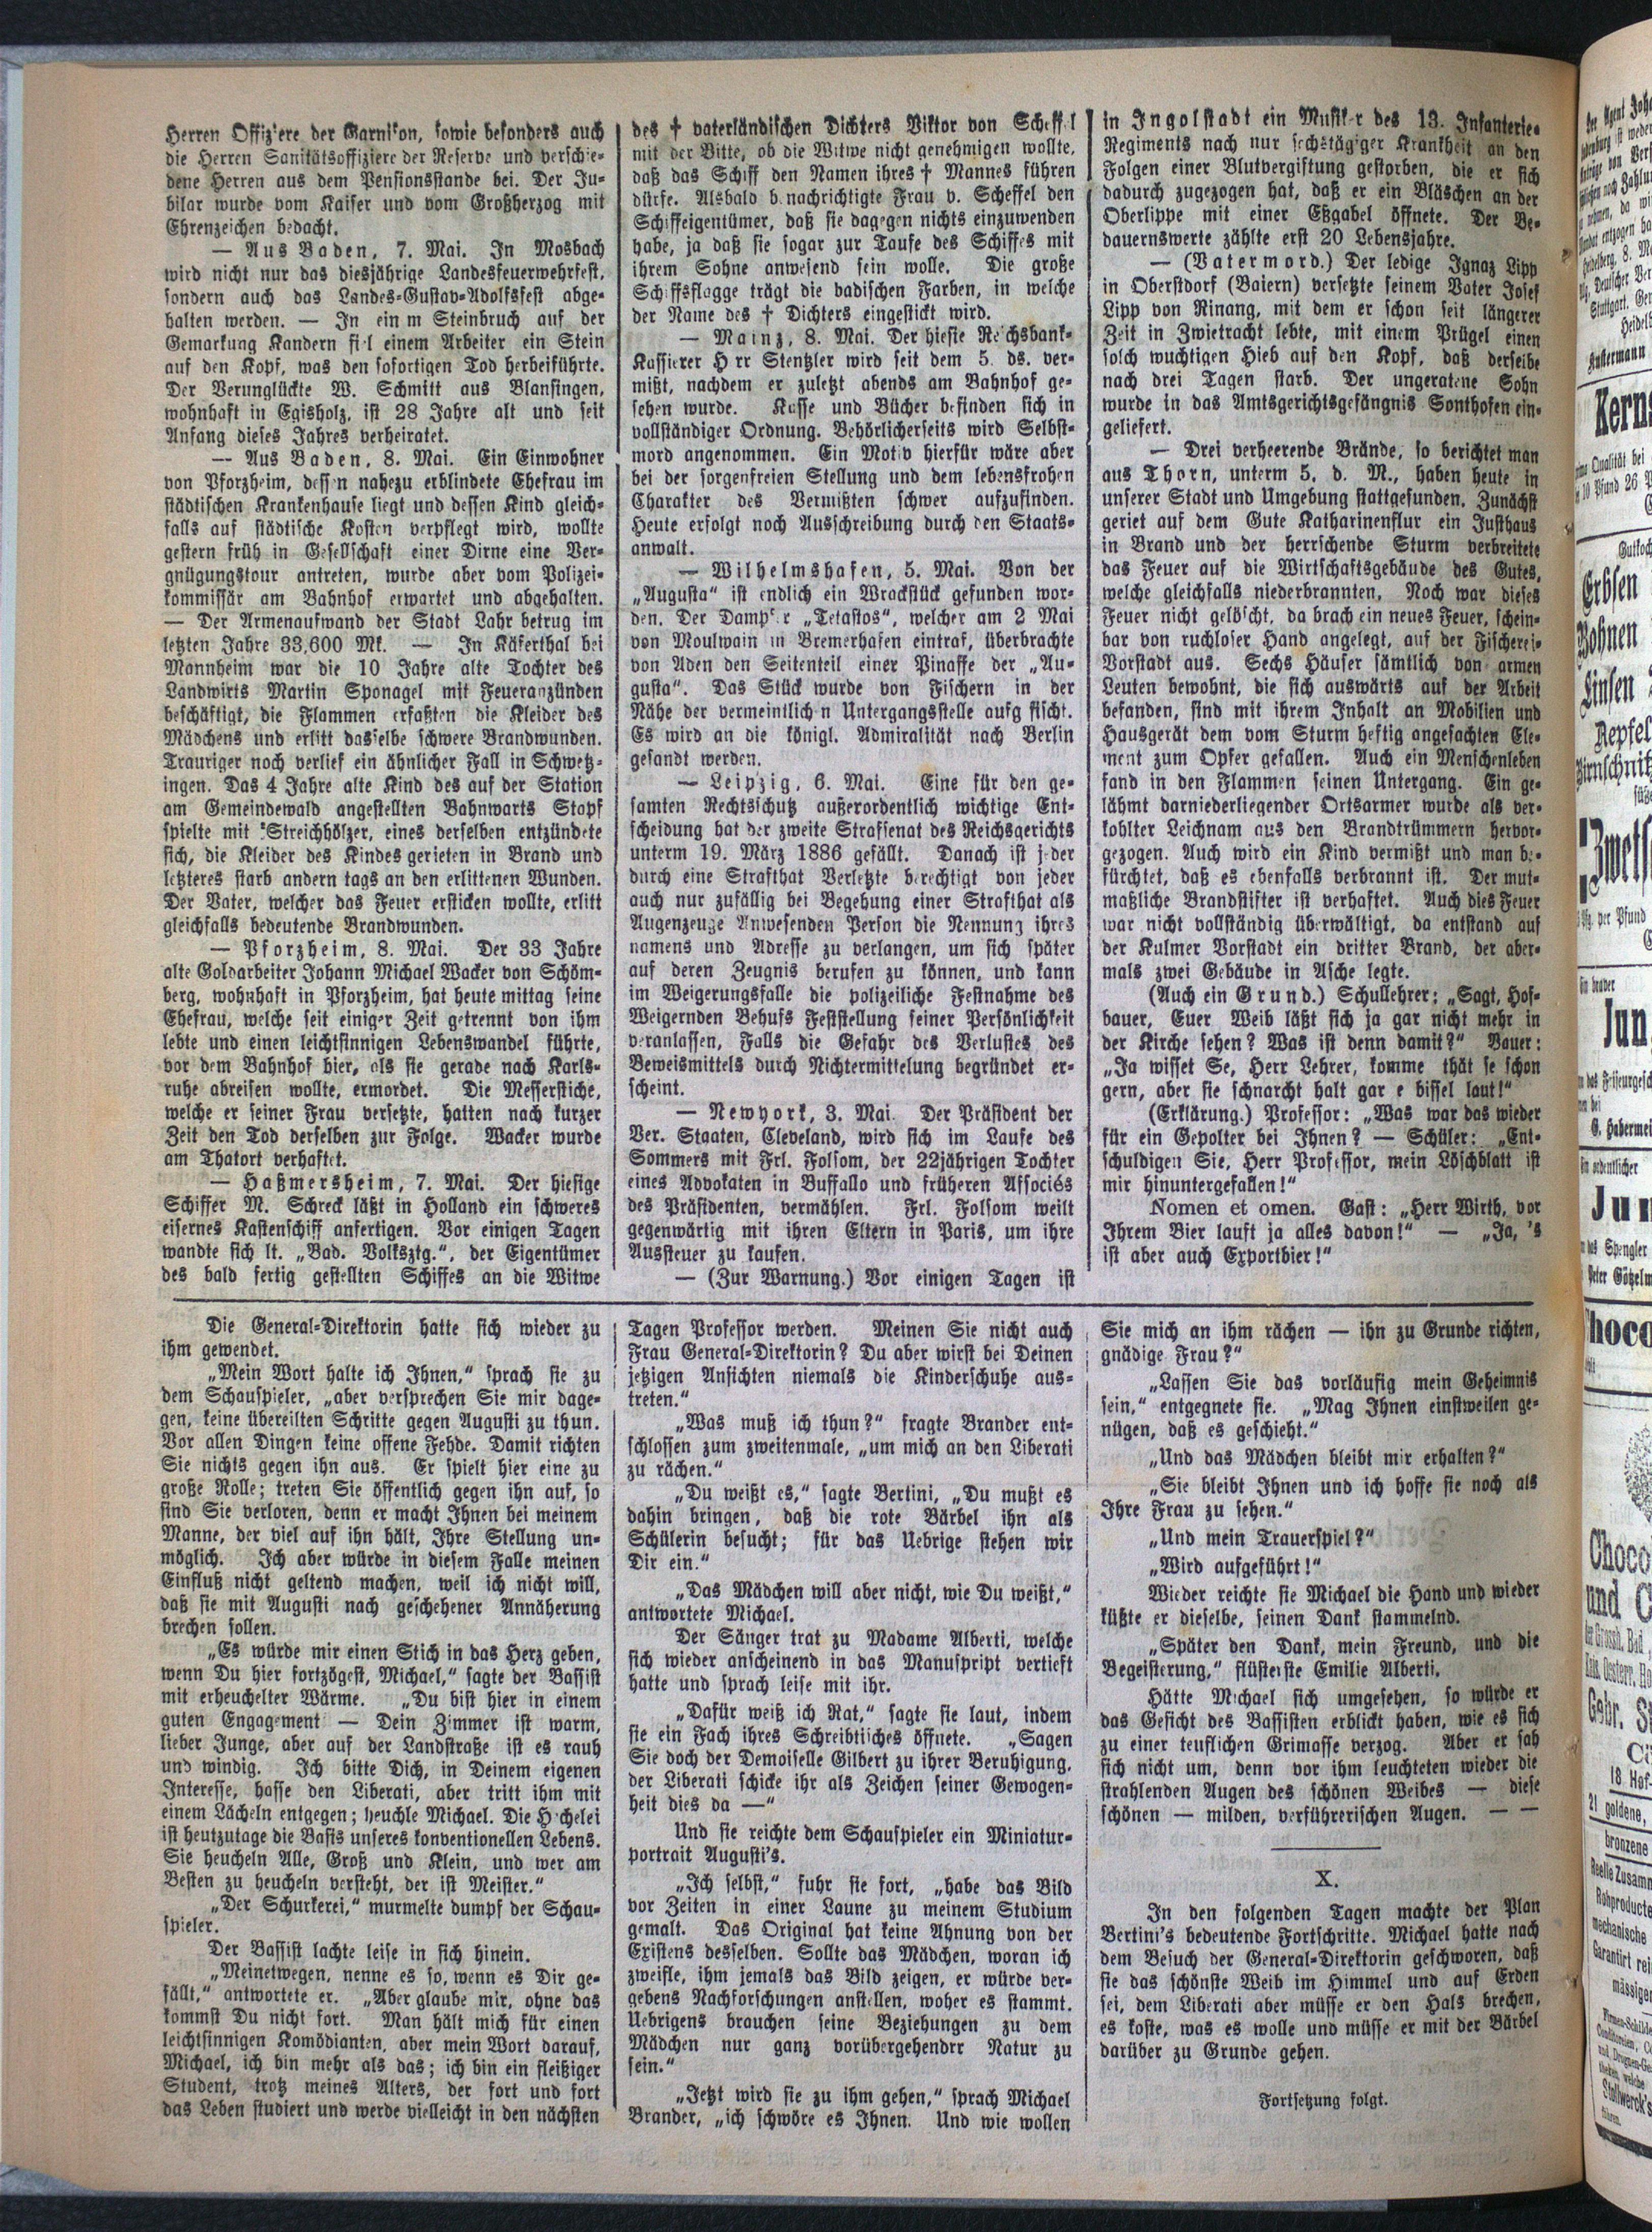 Herren Offiziere der Garnison, sowie besonders auch
die Herren Sanitätsoffiziere der Reserve und verschie-
dene Herren aus dem Pensionsstande bei. Der Ju-
bilar wurde vom Kaiser und vom Großherzog mit
Ehrenzeichen bedacht.
— Aus Baden, 7. Mai. In Mosbach
wird nicht nur das diesjährige Landesfeuerwehrfest,
sondern auch das Landes-Gustav-Adolfsfest abge-
halten werden. — In ein m Steinbruch auf der
Gemarkung Kandern fiel einem Arbeiter ein Stein
auf den Kopf, was den sofortigen Tod herbeiführte.
Der Verunglückte W. Schmitt aus Blansingen,
wohnhaft in Egisholz, ist 28 Jahre alt und seit
Anfang dieses Jahres verheiratet.
— Aus Baden, 8. Mai. Ein Einwohner
von Pforzheim, dessen nahezu erblindete Ehefrau im
städtischen Krankenhause liegt und dessen Kind gleich-
falls auf städtische Kosten verpflegt wird, wollte
gestern früh in Gesellschaft einer Dirne eine Ver-
gnügungstour antreten, wurde aber vom Polizei-
kommissär am Bahnhof erwartet und abgehalten.
— Der Armenaufwand der Stadt Lahr betrug im
letzten Jahre 33,600 Mk. — In Käferthal bei
Mannheim war die 10 Jahre alte Tochter des
Landwirts Martin Sponagel mit Feueranzünden
beschäftigt, die Flammen erfaßten die Kleider des
Mädchens und erlitt dasselbe schwere Brandwunden.
Trauriger noch verlief ein ähnlicher Fall in Schwetz-
ingen. Das 4 Jahre alte Kind des auf der Station
am Gemeindewald angestellten Bahnwarts Stapf
spielte mit Streichhölzer, eines derselben entzündete
sich, die Kleider des Kindes gerieten in Brand und
letzteres starb andern tags an den erlittenen Wunden.
Der Vater, welcher das Feuer ersticken wollte, erlitt
gleichfalls bedeutende Brandwunden.
— Pforzheim, 8. Mai. Der 33 Jahre
alte Goldarbeiter Johann Michael Wacker von Schöm-
berg, wohnhaft in Pforzheim, hat heute mittag seine
Ehefrau, welche seit einiger Zeit getrennt von ihm
lebte und einen leichtsinnigen Lebenswandel führte,
vor dem Bahnhof hier, als sie gerade nach Karls-
ruhe abreisen wollte, ermordet. Die Messerstiche,
welche er seiner Frau versetzte, hatten nach kurzer
Zeit den Tod derselben zur Folge. Wacker wurde
am Thatort verhaftet.
— Haßmersheim, 7. Mai. Der hiesige
Schiffer M. Schreck läßt in Holland ein schweres
eisernes Kastenschiff anfertigen. Vor einigen Tagen
wandte sich lt. „Bad. Volksztg.“, der Eigentümer
des bald fertig gestellten Schiffes an die Witwe
des † vaterländischen Dichters Viktor von Scheff l
mit der Bitte, ob die Witwe nicht genehmigen wollte,
daß das Schiff den Namen ihres † Mannes führen
dürfe. Alsbald b nachrichtigte Frau v. Scheffel den
Schiffeigentümer, daß sie dagegen nichts einzuwenden
habe, ja daß sie sogar zur Taufe des Schiffes mit
ihrem Sohne anwesend sein wolle. Die große
Schiffsflagge trägt die badischen Farben, in welche
der Name des † Dichters eingestickt wird.
— Mainz, 8. Mai. Der hiesie Reichsbank-
Kassierer H rr Stentzler wird seit dem 5. ds. ver-
mißt, nachdem er zuletzt abends am Bahnhof ge-
sehen wurde. Kasse und Bücher befinden sich in
vollständiger Ordnung. Behörlicherseits wird Selbst-
mord angenommen. Ein Motiv hierfür wäre aber
bei der sorgenfreien Stellung und dem lebensfrohen
Charakter des Vermißten schwer aufzufinden.
Heute erfolgt noch Ausschreibung durch den Staats-
anwalt.
— Wilhelmshafen, 5. Mai. Von der
„Augusta“ ist endlich ein Wrackstück gefunden wor-
den. Der Dampfer „Tetastos“, welcher am 2 Mai
von Moulwain in Bremerhafen eintraf, überbrachte
von Aden den Seitenteil einer Pinasse der „Au-
gusta“. Das Stück wurde von Fischern in der
Nähe der vermeintlich n Untergangsstelle aufg fischt.
Es wird an die königl. Admiralität nach Berlin
gesandt werden.
— Leipzig, 6. Mai. Eine für den ge-
samten Rechtsschutz außerordentlich wichtige Ent-
scheidung hat der zweite Strafsenat des Reichsgerichts
unterm 19. März 1886 gefällt. Danach ist jeder
durch eine Strafthat Verletzte berechtigt von jeder
auch nur zufällig bei Begehung einer Strafthat als
Augenzeuge Anwesenden Person die Nennung ihres
namens und Adresse zu verlangen, um sich später
auf deren Zeugnis berufen zu können, und kann
im Weigerungsfalle die polizeiliche Festnahme des
Weigernden Behufs Feststellung seiner Persönlichkeit
veranlassen, Falls die Gefahr des Verlustes des
Beweismittels durch Nichtermittelung begründet er-
scheint.
— Newyork, 3. Mai. Der Präsident der
Ver. Staaten, Cleveland, wird sich im Laufe des
Sommers mit Frl. Folsom, der 22jährigen Tochter
eines Advokaten in Buffallo und früheren Associés
des Präsidenten, vermählen. Frl. Folsom weilt
gegenwärtig mit ihren Eltern in Paris, um ihre
Aussteuer zu kaufen.
— (Zur Warnung.) Vor einigen Tagen ist
in Ingolstadt ein Musiker des 13. Infanterie-
Regiments nach nur sechstägiger Krankheit an den
Folgen einer Blutvergiftung gestorben, die er sich
dadurch zugezogen hat, daß er ein Bläschen an der
Oberlippe mit einer Eßgabel öffnete. Der Be-
dauernswerte zählte erst 20 Lebensjahre.
— (Vatermord.) Der ledige Ignaz Lipp
in Oberstdorf (Baiern) versetzte seinem Vater Josef
Lipp von Rinang, mit dem er schon seit längerer
Zeit in Zwietracht lebte, mit einem Prügel einen
solch wuchtigen Hieb auf den Kopf, daß derselbe
nach drei Tagen starb. Der ungeratene Sohn
wurde in das Amtsgerichtsgefängnis Sonthofen ein-
geliefert.
— Drei verheerende Brände, so berichtet man
aus Thorn, unterm 5. d. M., haben heute in
unserer Stadt und Umgebung stattgefunden. Zunächst
geriet auf dem Gute Katharinenflur ein Justhaus
in Brand und der herrschende Sturm verbreitete
das Feuer auf die Wirtschaftsgebäude des Gutes,
welche gleichfalls niederbrannten. Noch war dieses
Feuer nicht gelöscht, da brach ein neues Feuer, schein-
bar von ruchloser Hand angelegt, auf der Fischerei-
Vorstadt aus. Sechs Häuser sämtlich von armen
Leuten bewohnt, die sich auswärts auf der Arbeit
befanden, sind mit ihrem Inhalt an Mobilien und
Hausgerät dem vom Sturm heftig angefachten Ele-
ment zum Opfer gefallen. Auch ein Menschenleben
fand in den Flammen seinen Untergang. Ein ge-
lähmt darniederliegender Ortsarmer wurde als ver-
kohlter Leichnam aus den Brandtrümmern hervor-
gezogen. Auch wird ein Kind vermißt und man be-
fürchtet, daß es ebenfalls verbrannt ist. Der mut-
maßliche Brandstifter ist verhaftet. Auch dies Feuer
war nicht vollständig überwältigt, da entstand auf
der Kulmer Vorstadt ein dritter Brand, der aber-
mals zwei Gebäude in Asche legte.
(Auch ein Grund.) Schullehrer: „Sagt, Hof-
bauer, Euer Weib läßt sich ja gar nicht mehr in
der Kirche sehen? Was ist denn damit?“ Bauer:
„Ja wisset Se, Herr Lehrer, komme thät se schon
gern, aber sie schnarcht halt gar e bissel laut!“
(Erklärung.) Professor: „Was war das wieder
für ein Gepolter bei Ihnen? — Schüler: „Ent-
schuldigen Sie, Herr Professor, mein Löschblatt ist
mir hinuntergefallen!“
Nomen et omen. Gast: „Herr Wirth, vor
Ihrem Bier lauft ja alles davon!“ — „Ja, 's
ist aber auch Exportbier!“
Die General-Direktorin hatte sich wieder zu
ihm gewendet.
„Mein Wort halte ich Ihnen,“ sprach sie zu
dem Schauspieler, „aber versprechen Sie mir dage-
gen, keine übereilten Schritte gegen Augusti zu thun.
Vor allen Dingen keine offene Fehde. Damit richten
Sie nichts gegen ihn aus. Er spielt hier eine zu
große Rolle; treten Sie öffentlich gegen ihn auf, so
sind Sie verloren, denn er macht Ihnen bei meinem
Manne, der viel auf ihn hält, Ihre Stellung un-
möglich. Ich aber würde in diesem Falle meinen
Einfluß nicht geltend machen, weil ich nicht will,
daß sie mit Augusti nach geschehener Annäherung
brechen sollen.
„Es würde mir einen Stich in das Herz geben,
wenn Du hier fortzögest, Michael,“ sagte der Bassist
mit erheuchelter Wärme. „Du bist hier in einem
guten Engagement — Dein Zimmer ist warm,
lieber Junge, aber auf der Landstraße ist es rauh
und windig. Ich bitte Dich, in Deinem eigenen
Interesse, hasse den Liberati, aber tritt ihm mit
einem Lächeln entgegen; heuchle Michael. Die H chelei
ist heutzutage die Basis unseres konventionellen Lebens.
Sie heucheln Alle, Groß und Klein, und wer am
Besten zu heucheln versteht, der ist Meister.“
„Der Schurkerei,“ murmelte dumpf der Schau-
spieler.
Der Bassist lachte leise in sich hinein.
„Meinetwegen, nenne es so, wenn es Dir ge-
fällt,“ antwortete er. „Aber glaube mir, ohne das
kommst Du nicht fort. Man hält mich für einen
leichtsinnigen Komödianten, aber mein Wort darauf,
Michael, ich bin mehr als das; ich bin ein fleißiger
Student, trotz meines Alters, der fort und fort
das Leben studiert und werde vielleicht in den nächsten
Tagen Professor werden. Meinen Sie nicht auch
Frau General-Direktorin? Du aber wirst bei Deinen
jetzigen Ansichten niemals die Kinderschuhe aus-
treten.“
„Was muß ich thun?“ fragte Brander ent-
schlossen zum zweitenmale, „um mich an den Liberati
zu rächen.“
„Du weißt es,“ sagte Bertini, „Du mußt es
dahin bringen, daß die rote Bärbel ihn als
Schülerin besucht; für das Uebrige stehen wir
Dir ein.“
„Das Mädchen will aber nicht, wie Du weißt,“
antwortete Michael.
Der Sänger trat zu Madame Alberti, welche
sich wieder anscheinend in das Manuspript vertieft
hatte und sprach leise mit ihr.
„Dafür weiß ich Rat,“ sagte sie laut, indem
sie ein Fach ihres Schreibtisches öffnete. „Sagen
Sie doch der Demoiselle Gilbert zu ihrer Beruhigung,
der Liberati schicke ihr als Zeichen seiner Gewogen-
heit dies da —“
Und sie reichte dem Schauspieler ein Miniatur-
portrait Augusti's.
„Ich selbst,“ fuhr sie fort, „habe das Bild
vor Zeiten in einer Laune zu meinem Studium
gemalt. Das Original hat keine Ahnung von der
Existens desselben. Sollte das Mädchen, woran ich
zweifle, ihm jemals das Bild zeigen, er würde ver-
gebens Nachforschungen anstellen, woher es stammt.
Uebrigens brauchen seine Beziehungen zu dem
Mädchen nur ganz vorübergehendrr Natur zu
sein.“
„Jetzt wird sie zu ihm gehen,“ sprach Michael
Brander, „ich schwöre es Ihnen. Und wie wollen
Sie mich an ihm rächen — ihn zu Grunde richten,
gnädige Frau?“
„Lassen Sie das vorläufig mein Geheimnis
sein,“ entgegnete sie. „Mag Ihnen einstweilen ge-
nügen, daß es geschieht.“
„Und das Mädchen bleibt mir erhalten?“
„Sie bleibt Ihnen und ich hoffe sie noch als
Ihre Frau zu sehen.“
„Und mein Trauerspiel?“
„Wird aufgeführt!“
Wieder reichte sie Michael die Hand und wieder
küßte er dieselbe, seinen Dank stammelnd.
„Später den Dank, mein Freund, und die
Begeisterung,“ flüsterste Emilie Alberti.
Hätte Michael sich umgesehen, so würde er
das Gesicht des Bassisten erblickt haben, wie es sich
zu einer teuflichen Grimasse verzog. Aber er sah
sich nicht um, denn vor ihm leuchteten wieder die
strahlenden Augen des schönen Weibes — diese
schönen — milden, verführerischen Augen. — —
X.
In den folgenden Tagen machte der Plan
Bertini's bedeutende Fortschritte. Michael hatte nach
dem Besuch der General-Direktorin geschworen, daß
sie das schönste Weib im Himmel und auf Erden
sei, dem Liberati aber müsse er den Hals brechen,
es koste, was es wolle und müsse er mit der Bärbel
darüber zu Grunde gehen.
Fortsetzung folgt.